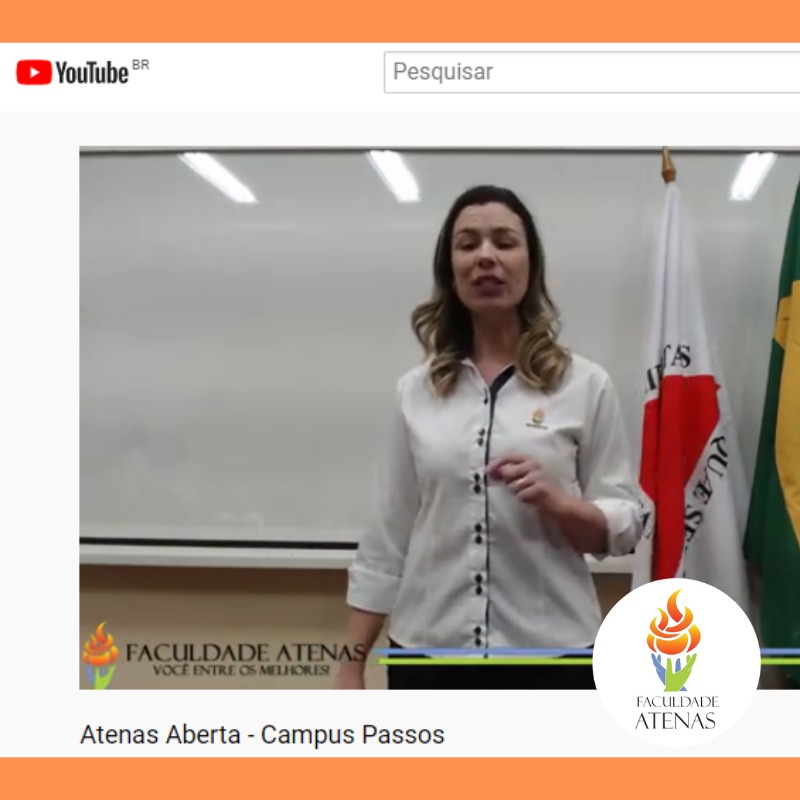 YouTube BR
Pesquisar
FACULDADE ATENAS
VOCÊ ENTRE OS MELHORES!
FACULDADE
ATENAS
Atenas Aberta - Campus Passos